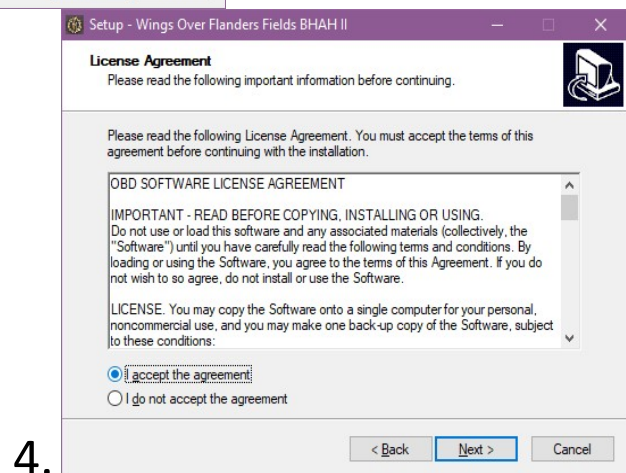 Setup - Wings Over Flanders Fields BHAH II
License Agreement
Please read the following important information before continuing.
Please read the following License Agreement. You must accept the terms of this
agreement before continuing with the installation.
OBD SOFTWARE LICENSE AGREEMENT
IMPORTANT - READ BEFORE COPYING, INSTALLING OR USING.
Do not use or load this software and any associated materials (collectively, the
"Software") until you have carefully read the following terms and conditions. By
loading or using the Software, you agree to the terms of this Agreement. If you do
not wish to so agree, do not install or use the Software.
LICENSE. You may copy the Software onto a single computer for your personal,
noncommercial use, and you may make one back-up copy of the Software, subject
to these conditions:
I accept the agreement
I do not accept the agreement
4.
< Back Next > Cancel